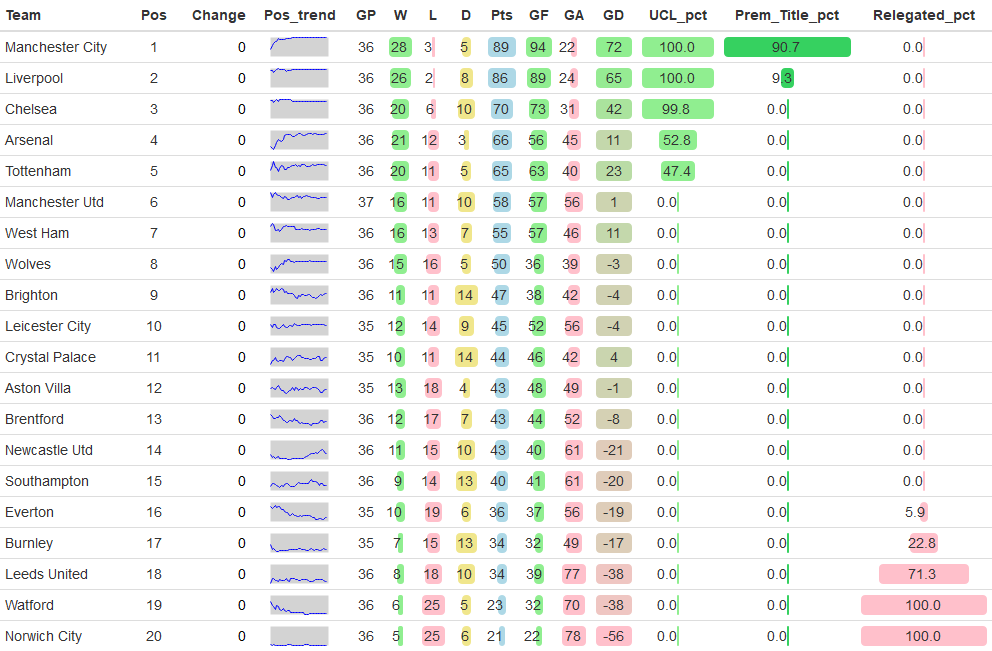 Team Pos Change Pos_trend GP W L D Pts GF GA GD UCL_pct Prem_Title_pct Relegated_pct
Manchester City 1 0 36 28 3 5 89 94 22 72 100.0 90.7 0.0
Liverpool 2 0 36 26 2 8 86 89 24 65 100.0 9.3 0.0
Chelsea 3 0 36 20 6 10 70 73 31 42 99.8 0.0 0.0
Arsenal 4 0 36 21 12 3 66 56 45 11 52.8 0.0 0.0
Tottenham 5 0 36 20 11 5 65 63 40 23 47.4 0.0 0.0
Manchester Utd 6 0 37 16 11 10 58 57 56 1 0.0 0.0 0.0
West Ham 7 0 36 16 13 7 55 57 46 11 0.0 0.0 0.0
Wolves 8 0 36 15 16 5 50 36 39 -3 0.0 0.0 0.0
Brighton 9 0 36 11 11 14 47 38 42 -4 0.0 0.0 0.0
Leicester City 10 0 35 12 14 9 45 52 56 -4 0.0 0.0 0.0
Crystal Palace 11 0 35 10 11 14 44 46 42 4 0.0 0.0 0.0
Aston Villa 12 0 35 13 18 4 43 48 49 -1 0.0 0.0 0.0
Brentford 13 0 36 12 17 7 43 44 52 -8 0.0 0.0 0.0
Newcastle Utd 14 0 36 11 15 10 43 40 61 -21 0.0 0.0 0.0
Southampton 15 0 36 9 14 13 40 41 61 -20 0.0 0.0 0.0
Everton 16 0 35 10 19 6 36 37 56 -19 0.0 0.0 5.9
Burnley 17 0 35 7 15 13 34 32 49 -17 0.0 0.0 22.8
Leeds United 18 0 36 8 18 10 34 39 77 -38 0.0 0.0 71.3
Watford 19 0 36 6 25 5 23 32 70 -38 0.0 0.0 100.0
Norwich City 20 0 36 5 25 6 21 22 78 -56 0.0 0.0 100.0